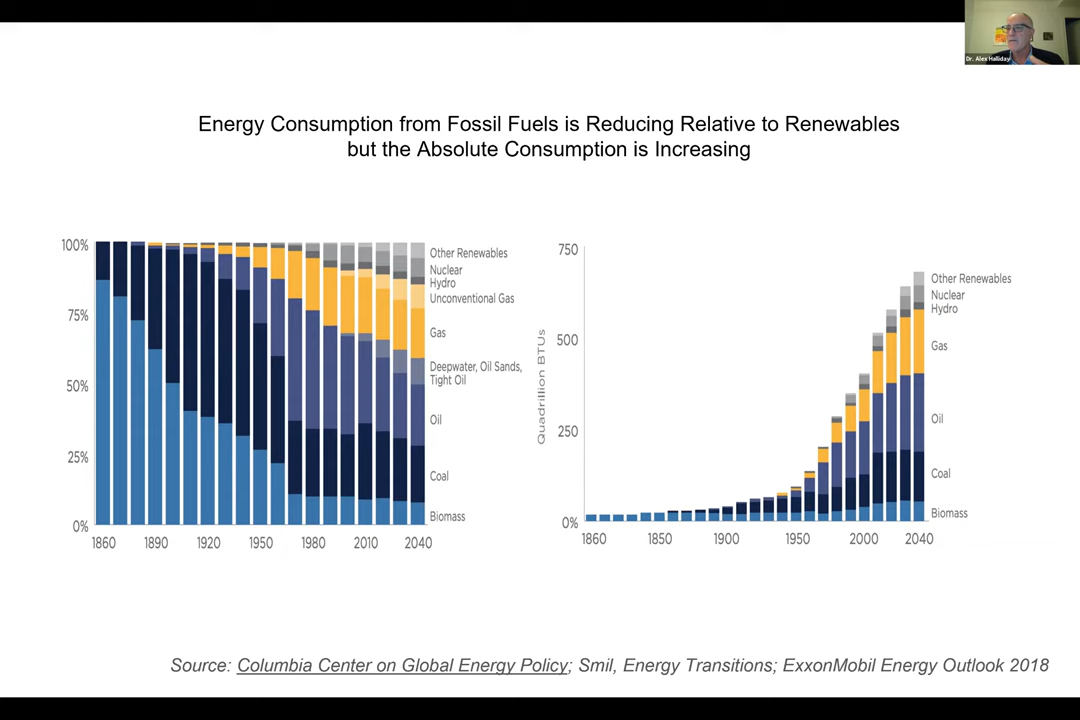 Dr. Alex Halliday
Energy Consumption from Fossil Fuels is Reducing Relative to Renewables
but the Absolute Consumption is Increasing
100%
75%
50%
25%
0%
1860
1890
1920
1950
1980
2010
2040
Other Renewables
Nuclear
Hydro
Unconventional Gas
Gas
Deepwater, Oil Sands,
Tight Oil
Oil
Coal
Biomass
Quadrillion BTUs
750
500
250
0%
1860
1850
1900
1950
2000
2040
Other Renewables
Nuclear
Hydro
Gas
Oil
Coal
Biomass
Source: Columbia Center on Global Energy Policy; Smil, Energy Transitions; ExxonMobil Energy Outlook 2018